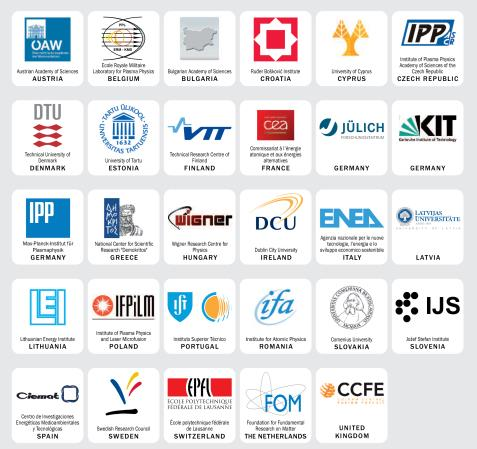 ÖAW
Austrian Academy of Sciences
AUSTRIA
Ecole Royale Militaire
Laboratory for Plasma Physics
BELGIUM
Bulgarian Academy of Sciences
BULGARIA
Ruđer Bošković Institute
CROATIA
University of Cyprus
CYPRUS
IPP
Institute of Plasma Physics
Academy of Sciences of the
Czech Republic
CZECH REPUBLIC
DTU
Technical University of
Denmark
DENMARK
TARTU ÜLIKOOL
UNIVERSITAS TARTUENSIS
1632
University of Tartu
ESTONIA
VTT
Technical Research Centre of
Finland
FINLAND
cea
Commissariat à l'énergie
atomique et aux énergies
alternatives
FRANCE
JÜLICH
FORSCHUNGSZENTRUM
GERMANY
KIT
Karlsruhe Institute of Technology
GERMANY
IPP
Max-Planck-Institut für
Plasmaphysik
GERMANY
National Center for Scientific
Research "Demokritos"
GREECE
wigner
Wigner Research Centre for
Physics
HUNGARY
DCU
Dublin City University
IRELAND
ENEA
Agenzia nazionale per le nuove
tecnologie, l'energia e lo
sviluppo economico sostenibile
ITALY
LATVIJAS
UNIVERSITĀTE
UNIVERSITY OF LATVIA
LATVIA
LEI
Lithuanian Energy Institute
LITHUANIA
IFPiLM
Institute of Plasma Physics
and Laser Microfusion
POLAND
Instituto Superior Técnico
PORTUGAL
ifa
Institute for Atomic Physics
ROMANIA
Comenius University
SLOVAKIA
IJS
Jožef Stefan Institute
SLOVENIA
Ciemat
Centro de Investigaciones
Energéticas Medioambientales
y Tecnológicas
SPAIN
Swedish Research Council
SWEDEN
EPFL
ÉCOLE POLYTECHNIQUE
FÉDÉRALE DE LAUSANNE
École polytechnique fédérale
de Lausanne
SWITZERLAND
FOM
Foundation for Fundamental
Research on Matter
THE NETHERLANDS
CCFE
UNITED
KINGDOM